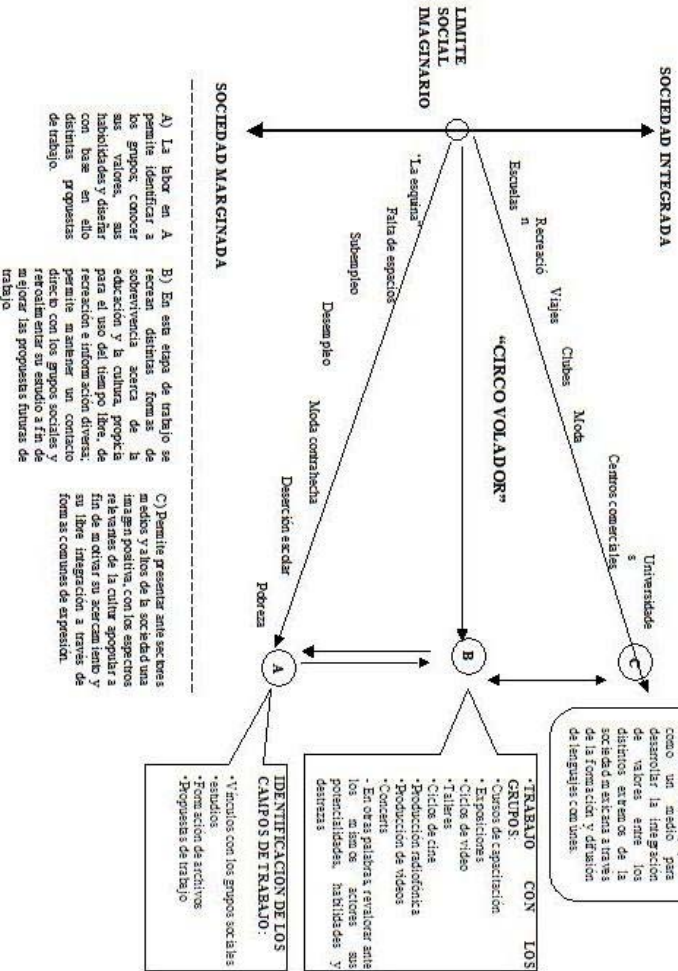 SOCIEDAD INTEGRADA
LIMITE
SOCIAL
IMAGINARIO
SOCIEDAD MARGINADA
Escuelas
Recreació
n
Viajes
Clubes
Moda
Centros comerciales
Universidade
s
"CIRCO VOLADOR"
"La esquina"
Falta de espacios
Subempleo
Desempleo
Moda contrahecha
Deserción escolar
Pobreza
C
B
A
como un medio para
desarrollar la integración
de valores entre los
distintos extremos de la
sociedad mexicana a través
de la formación y difusión
de lenguajes comunes.
•TRABAJO CON LOS
GRUPOS:
•Cursos de capacitación
•Exposiciones
•Ciclos de video
•Talleres
•Ciclos de cine
•Producción radiofónica
•Producción de videos
•Concerts
- En otras palabras, revalorar ante
los mismos actores sus
potencialidades, habilidades y
destrezas
IDENTIFICACION DE LOS
CAMPOS DE TRABAJO:
•Vínculos con los grupos sociales
•estudios
•Formación de archivos
•Propuestas de trabajo
A) La labor en A
permite identificar a
los grupos; conocer
sus valores, sus
habiolidades y diseñar
con base en ello
distintas propuestas
de trabajo.
B) En esta etapa de trabajo se
recrean distintas formas de
sobrevivencia acerca de la
educación y la cultura, propicia
para el uso del tiempo libre, de
recreación e información diversa;
permite mantener un contacto
directo con los grupos sociales y
retroalimentar su estudio a fin de
mejorar las propuestas futuras de
trabajo.
C) Permite presentar ante sectores
medios y altos de la sociedad una
imagen positiva, con los espectros
relevantes de la cultur apopular a
fin de motivar su acercamiento y
su libre integración a través de
formas comunes de expresión.